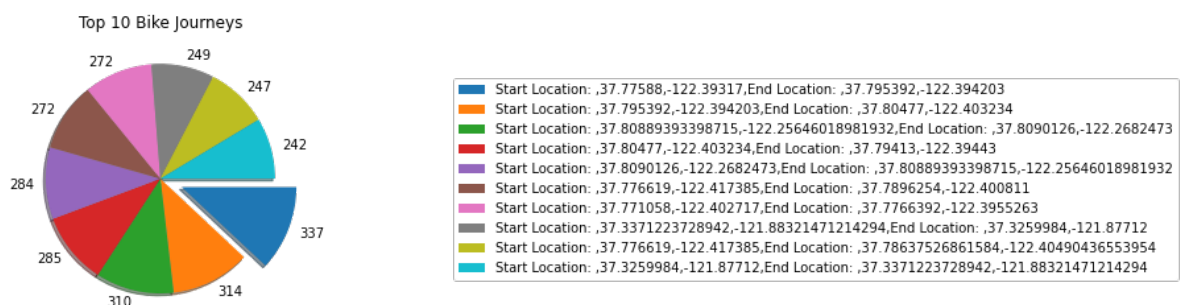 Top 10 Bike Journeys
249
272
247
272
242
284
337
285
314
310
Start Location: ,37.77588,-122.39317,End Location: ,37.795392,-122.394203
Start Location: ,37.795392,-122.394203,End Location: ,37.80477,-122.403234
Start Location: ,37.80889393398715,-122.25646018981932,End Location: ,37.8090126,-122.2682473
Start Location: ,37.80477,-122.403234,End Location: ,37.79413,-122.39443
Start Location: ,37.8090126,-122.2682473,End Location: ,37.80889393398715,-122.25646018981932
Start Location: ,37.776619,-122.417385,End Location: ,37.7896254,-122.400811
Start Location: ,37.771058,-122.402717,End Location: ,37.7766392,-122.3955263
Start Location: ,37.3371223728942,-121.88321471214294,End Location: ,37.3259984,-121.87712
Start Location: ,37.776619,-122.417385,End Location: ,37.78637526861584,-122.40490436553954
Start Location: ,37.3259984,-121.87712,End Location: ,37.3371223728942,-121.88321471214294